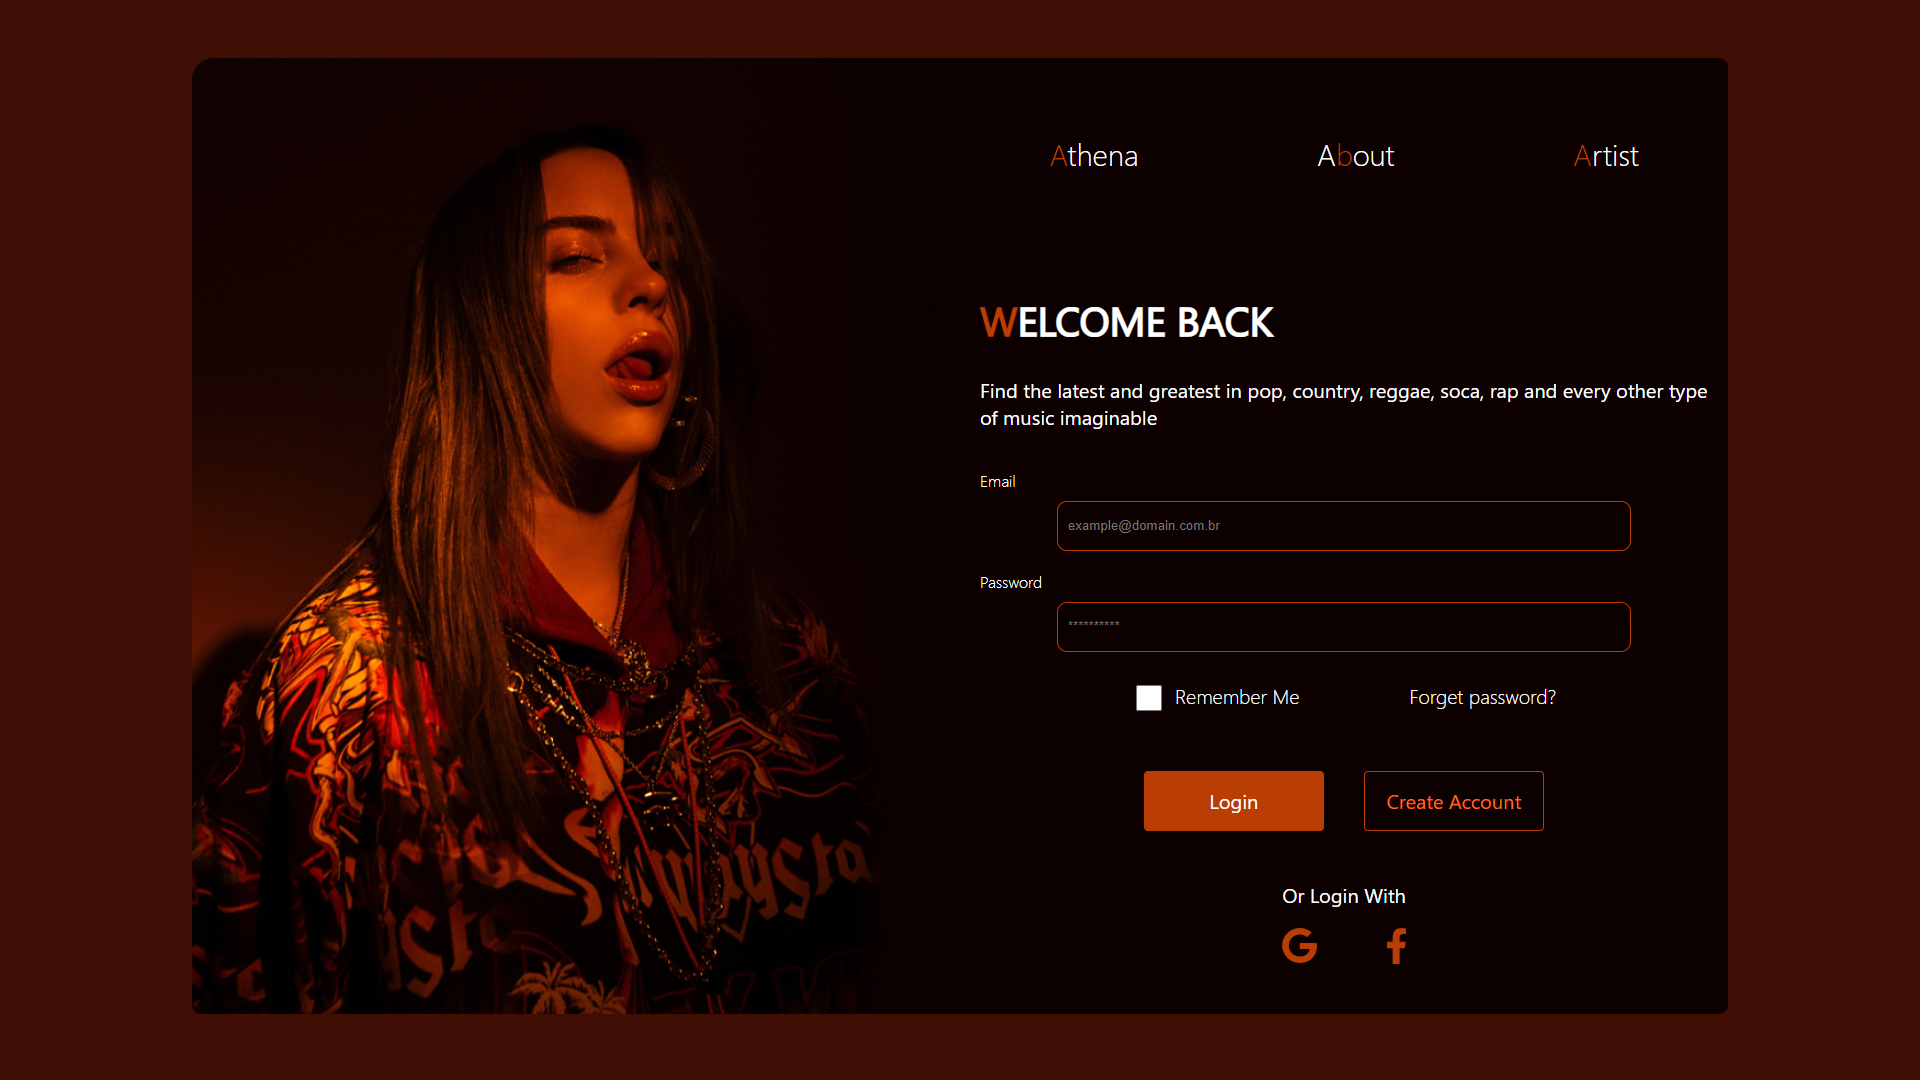 Athena About Artist
WELCOME BACK
Find the latest and greatest in pop, country, reggae, soca, rap and every other type
of music imaginable
Email
example@domain.com.br
Password
**********
Remember Me Forget password?
Login Create Account
Or Login With